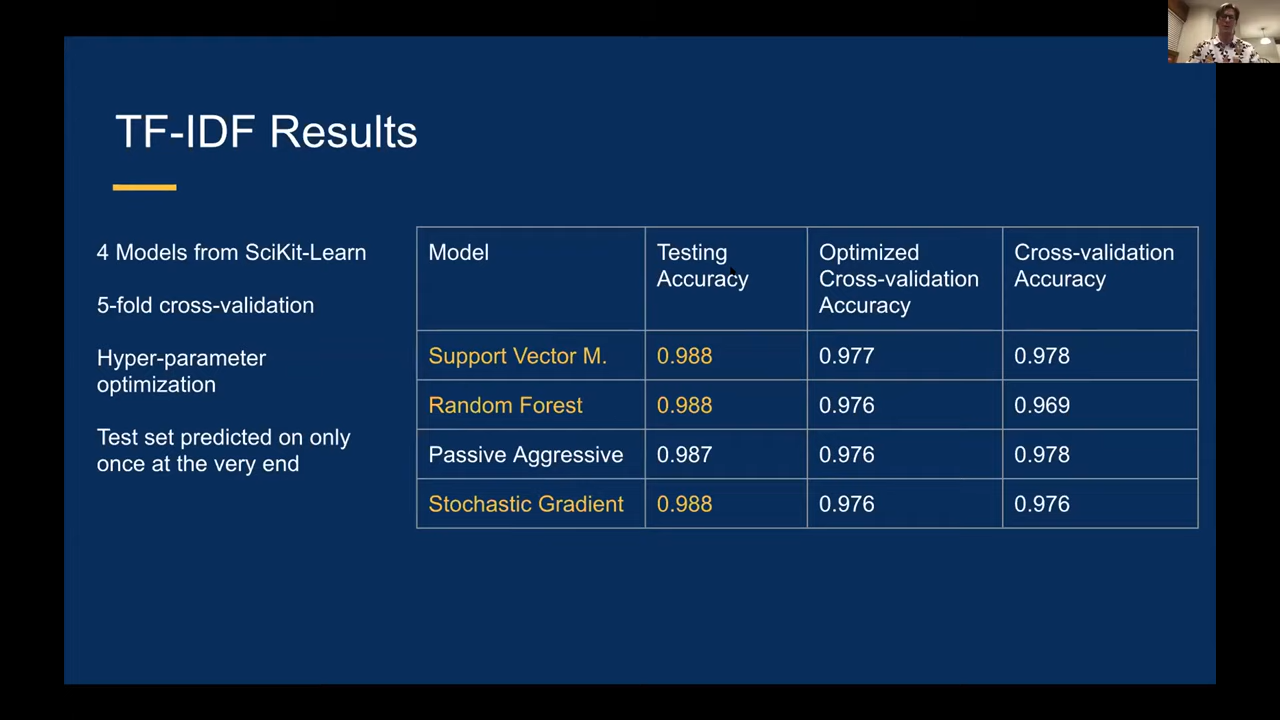 TF-IDF Results
4 Models from SciKit-Learn
5-fold cross-validation
Hyper-parameter
optimization
Test set predicted on only
once at the very end
Model
Testing
Accuracy
Optimized
Cross-validation
Accuracy
Cross-validation
Accuracy
Support Vector M. 0.988 0.977 0.978
Random Forest 0.988 0.976 0.969
Passive Aggressive 0.987 0.976 0.978
Stochastic Gradient 0.988 0.976 0.976